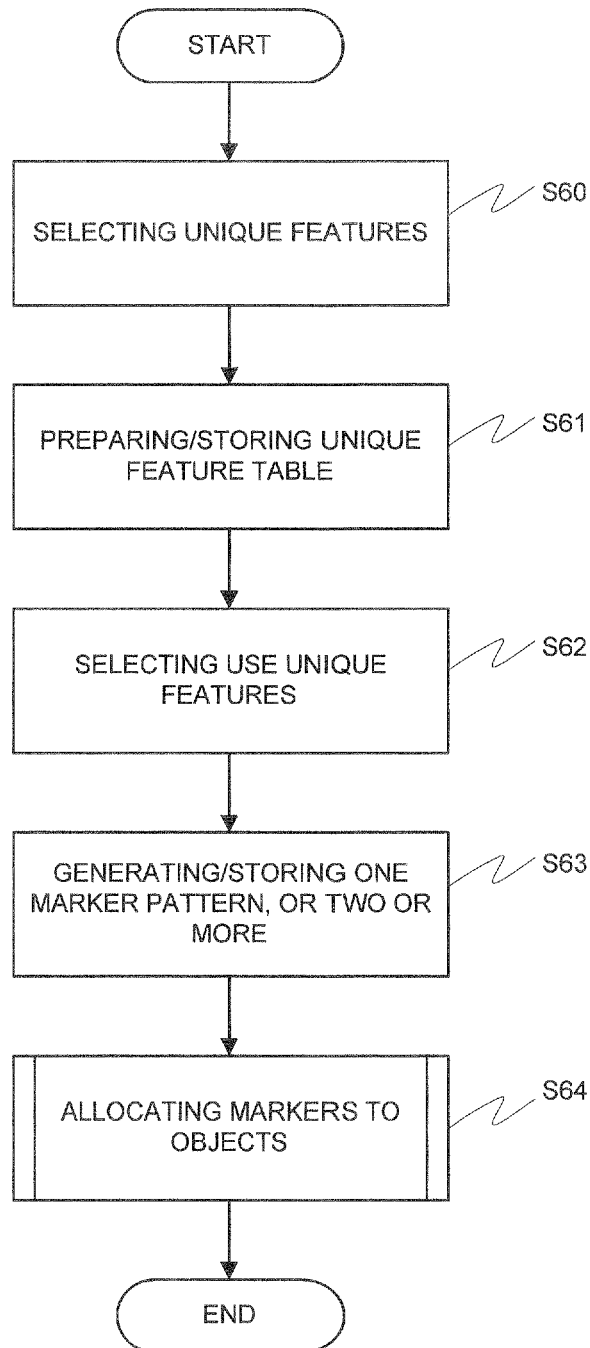 START
SELECTING UNIQUE FEATURES
S60
PREPARING/STORING UNIQUE
FEATURE TABLE
S61
SELECTING USE UNIQUE
FEATURES
S62
GENERATING/STORING ONE
MARKER PATTERN, OR TWO OR
MORE
S63
ALLOCATING MARKERS TO
OBJECTS
S64
END